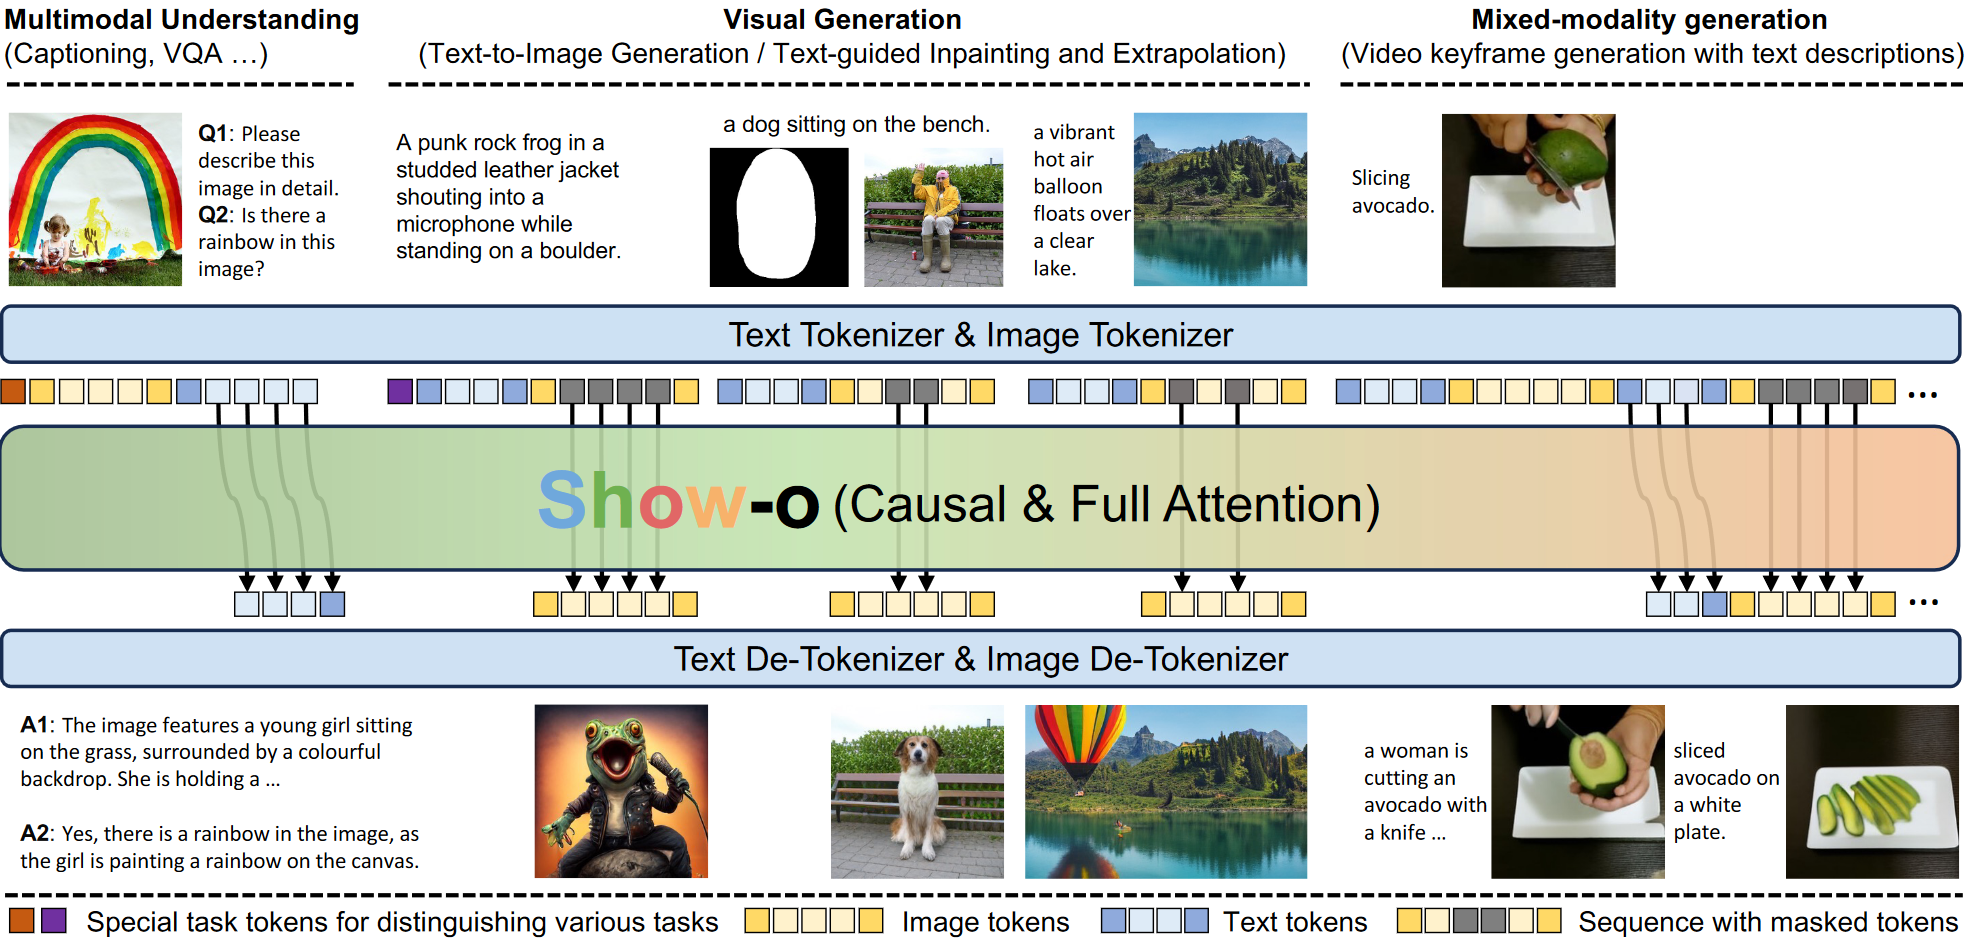 Multimodal Understanding
(Captioning, VQA …)
Visual Generation
(Text-to-Image Generation / Text-guided Inpainting and Extrapolation)
Mixed-modality generation
(Video keyframe generation with text descriptions)
Q1: Please
describe this
image in detail.
Q2: Is there a
rainbow in this
image?
A punk rock frog in a
studded leather jacket
shouting into a
microphone while
standing on a boulder.
a dog sitting on the bench.
a vibrant
hot air
balloon
floats over
a clear
lake.
Slicing
avocado.
Text Tokenizer & Image Tokenizer
...
Show-o (Causal & Full Attention)
...
Text De-Tokenizer & Image De-Tokenizer
A1: The image features a young girl sitting
on the grass, surrounded by a colourful
backdrop. She is holding a ...
A2: Yes, there is a rainbow in the image, as
the girl is painting a rainbow on the canvas.
a woman is
cutting an
avocado with
a knife ...
sliced
avocado on
a white
plate.
Special task tokens for distinguishing various tasks
Image tokens
Text tokens
Sequence with masked tokens